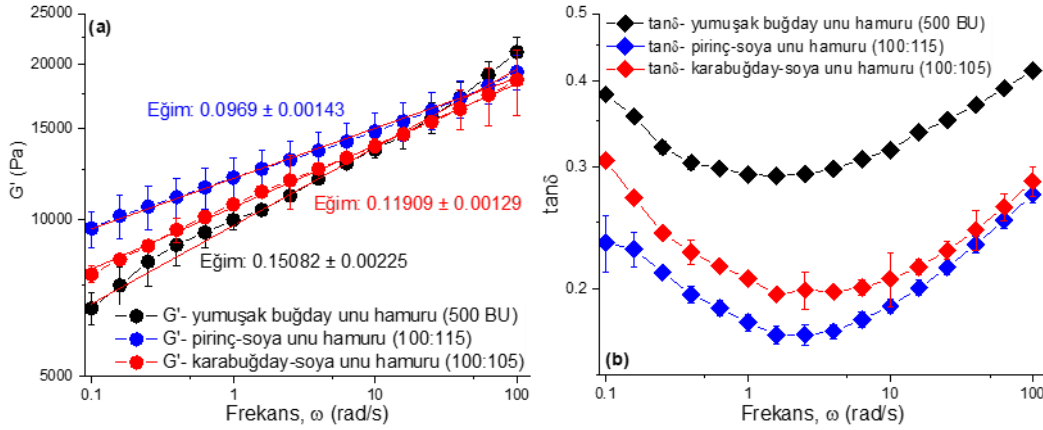 (a)
G' (Pa)
20000
15000
10000
5000
Eğim: 0.0969 ± 0.00143
Eğim: 0.11909 ± 0.00129
Eğim: 0.15082 ± 0.00225
G'- yumuşak buğday unu hamuru (500 BU)
G'- pirinç-soya unu hamuru (100:115)
G'- karabuğday-soya unu hamuru (100:105)
0.1 1 10 100
Frekans, ω (rad/s)
tanδ- yumuşak buğday unu hamuru (500 BU)
tanδ- pirinç-soya unu hamuru (100:115)
tanδ- karabuğday-soya unu hamuru (100:105)
tanδ
0.5
0.4
0.3
0.2
(b)
0.1 1 10 100
Frekans, ω (rad/s)